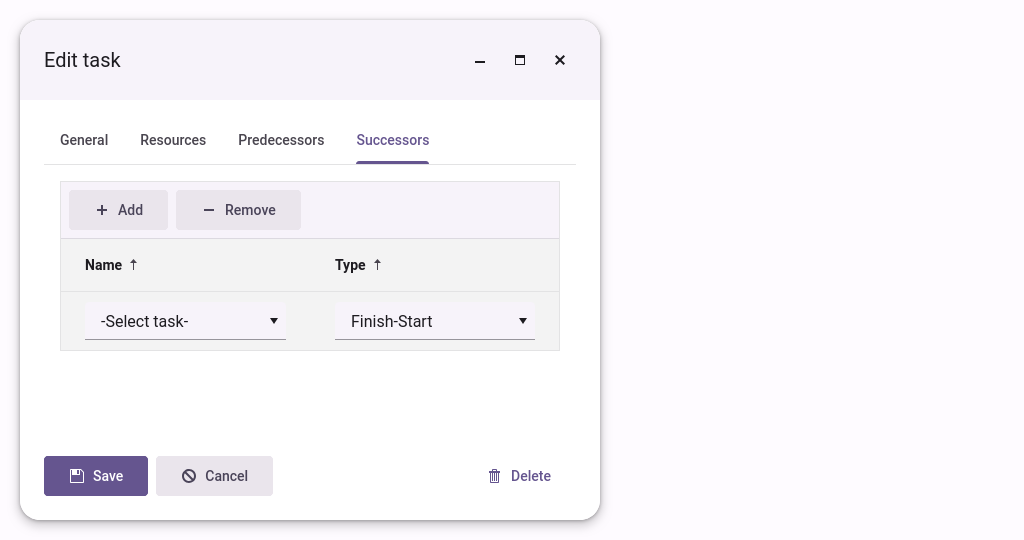 Edit task
General Resources Predecessors Successors
Add Remove
Name Type
-Select task- Finish-Start
Save Cancel Delete